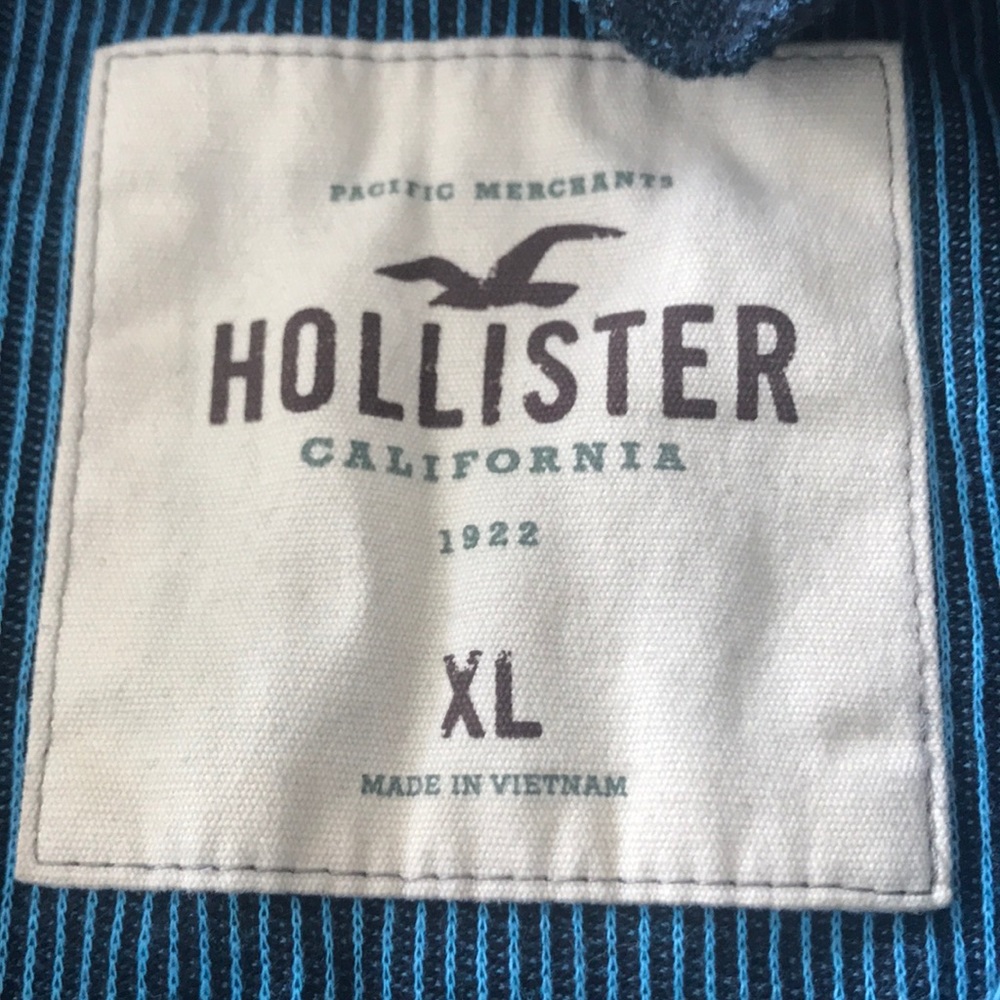 PACIFIC MERCHANTS
HOLLISTER
CALIFORNIA
1922
XL
MADE IN VIETNAM